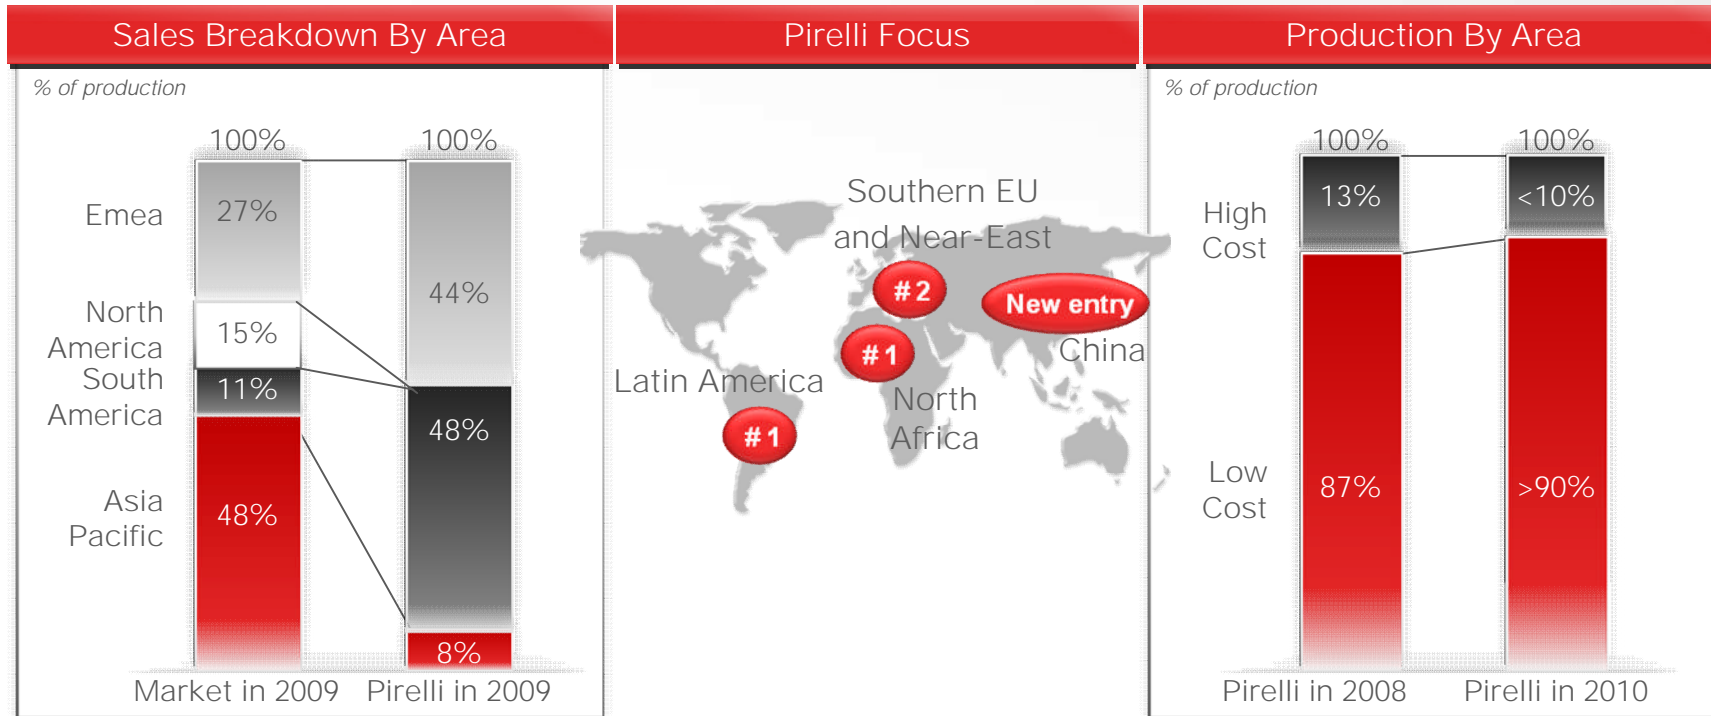 Sales Breakdown By Area
% of production
100%
100%
Emea
27%
44%
North
America
15%
South
America
11%
48%
Asia
Pacific
48%
8%
Market in 2009
Pirelli in 2009
Pirelli Focus
Southern EU
and Near-East
#2
New entry
China
#1
North
Africa
Latin America
#1
Production By Area
% of production
100%
100%
High
Cost
13%
<10%
Low
Cost
87%
>90%
Pirelli in 2008
Pirelli in 2010